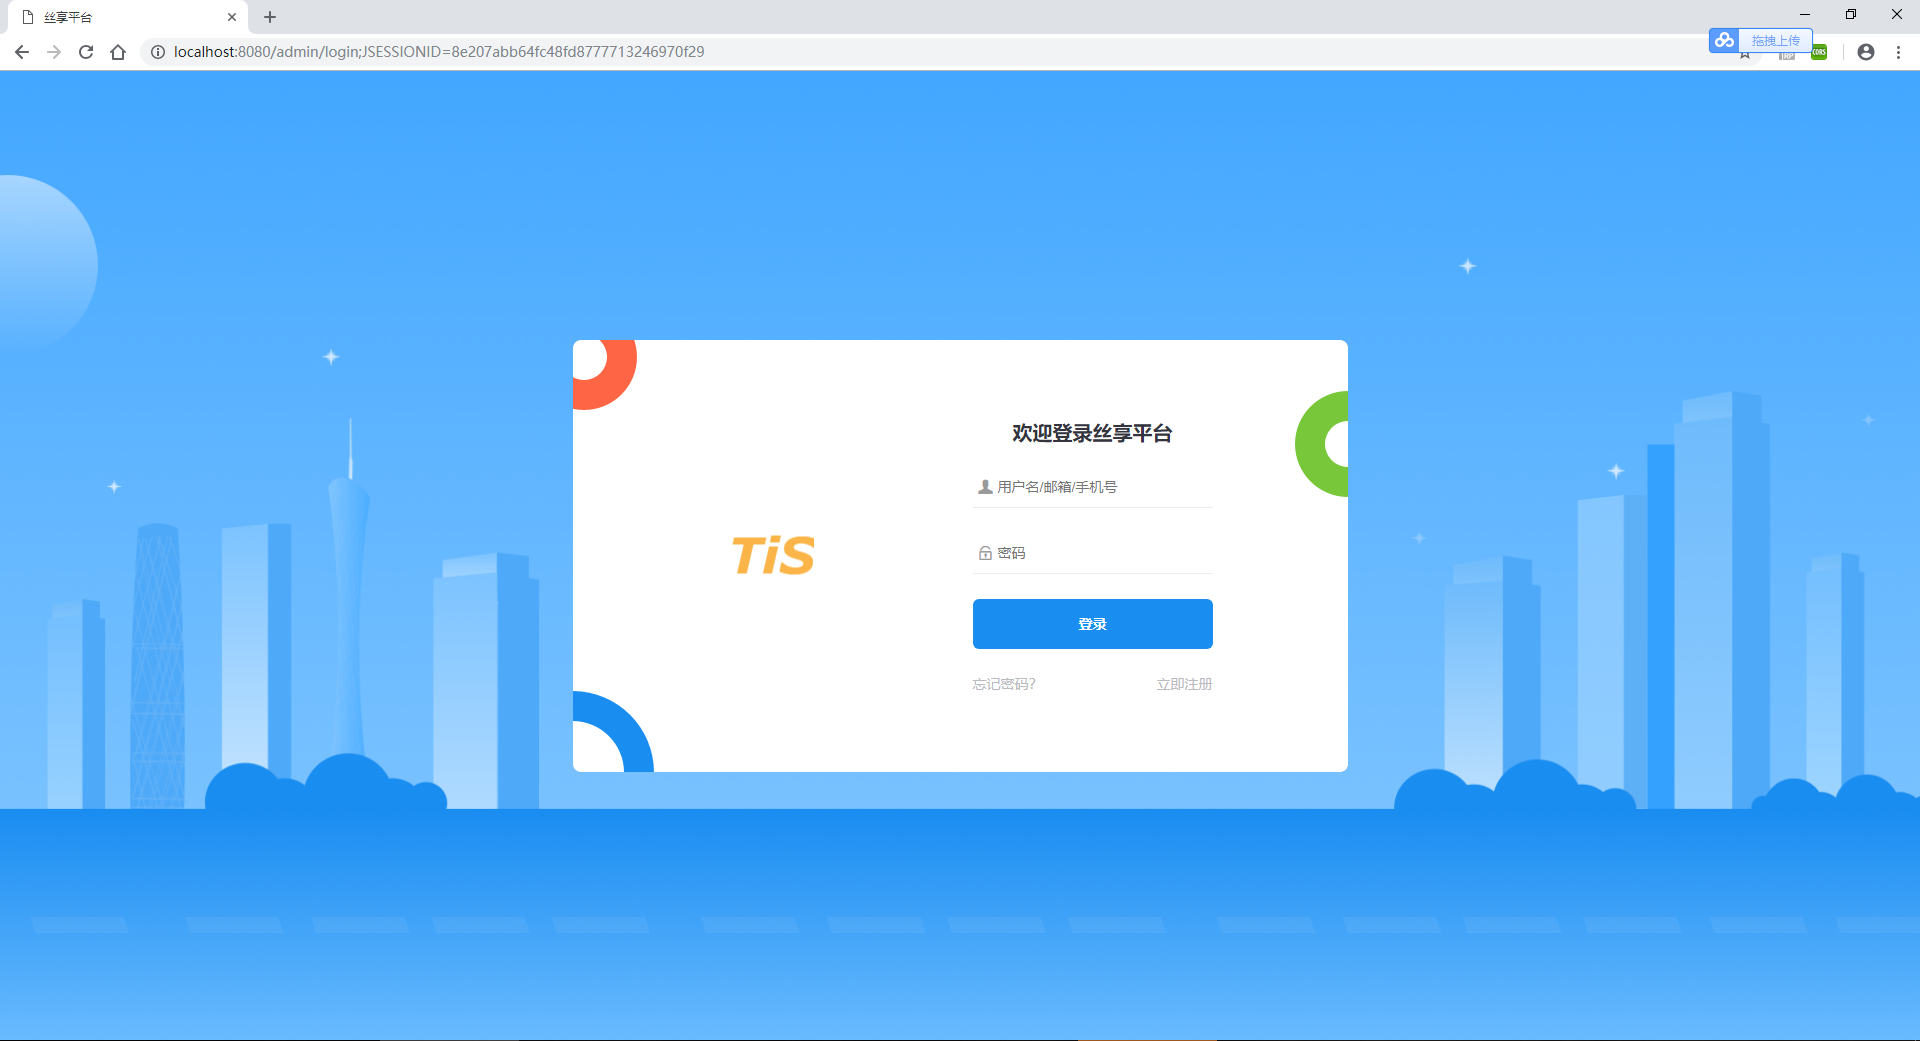 丝享平台
localhost:8080/admin/login;JSESSIONID=8e207abb64fc48fd8777713246970f29
拖拽上传
CORS
欢迎登录丝享平台
用户名/邮箱/手机号
TiS
密码
登录
忘记密码?
立即注册